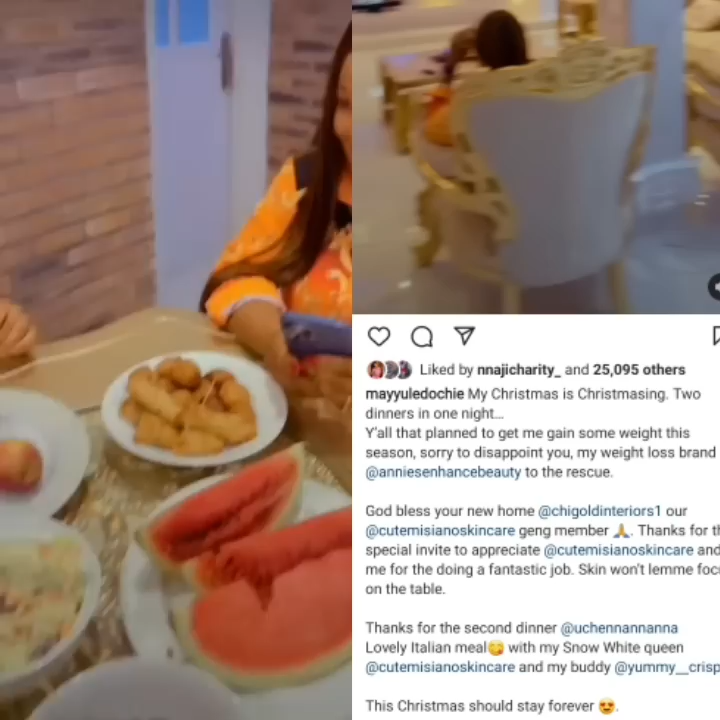 Liked by nnajicharity_ and 25,095 others
mayyuledochie My Christmas is Christmasing. Two
dinners in one night...
Y'all that planned to get me gain some weight this
season, sorry to disappoint you, my weight loss brand
@anniesenhancebeauty to the rescue.
God bless your new home @chigoldinteriors1 our
@cutemisianoskincare geng member 🙏. Thanks for th
special invite to appreciate @cutemisianoskincare and
me for the doing a fantastic job. Skin won't lemme foc
on the table.
Thanks for the second dinner @uchennannanna
Lovely Italian meal😋 with my Snow White queen
@cutemisianoskincare and my buddy @yummy__crisp
This Christmas should stay forever 😍.